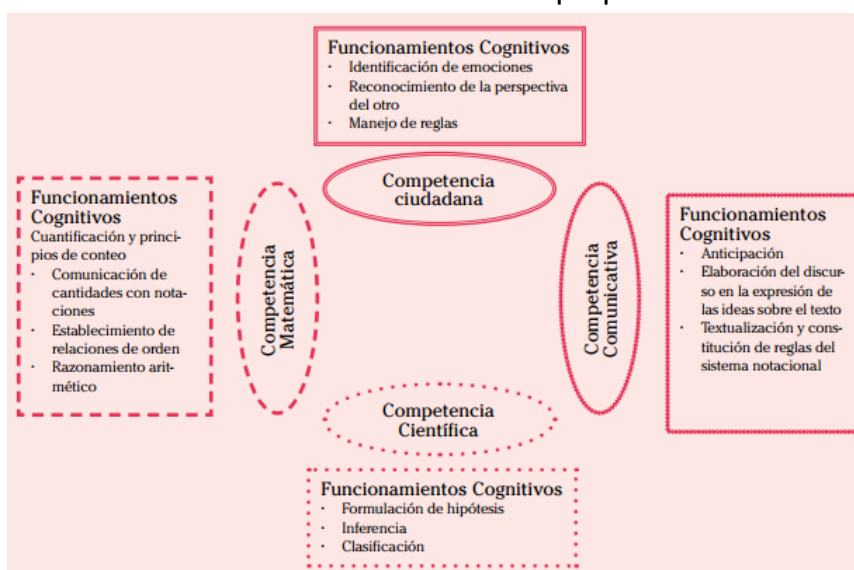 Funcionamientos Cognitivos
· Identificación de emociones
· Reconocimiento de la perspectiva
del otro
· Manejo de reglas
Competencia
ciudadana
Funcionamientos
Cognitivos
Cuantificación y princi-
pios de conteo
· Comunicación de
cantidades con nota-
ciones
· Establecimiento de
relaciones de orden
· Razonamiento arit-
mético
Competencia
Matemática
Competencia
Comunicativa
Funcionamientos
Cognitivos
· Anticipación
· Elaboración del discur-
so en la expresión de
las ideas sobre el texto
· Textualización y cons-
titución de reglas del
sistema notacional
Competencia
Científica
Funcionamientos Cognitivos
· Formulación de hipótesis
· Inferencia
· Clasificación